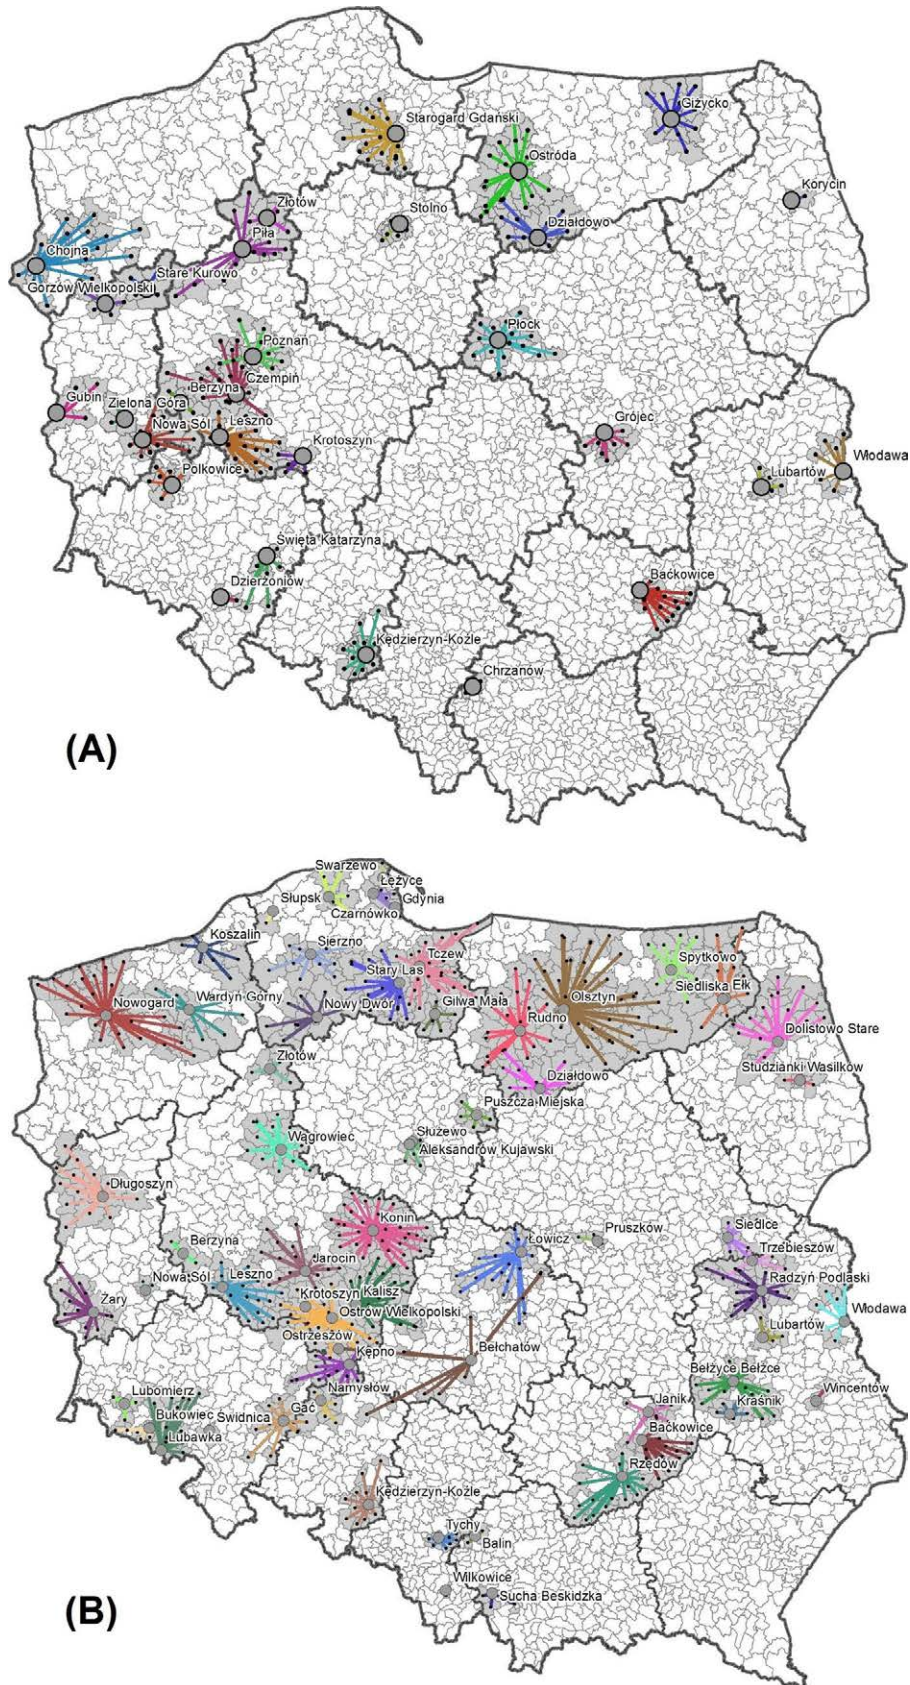 Starogard Gdański
Giżycko
Ostróda
Korycin
Złotów
Stolno
Działdowo
Piła
Chojna
Stare Kurowo
Gorzów Wielkopolski
Płock
Poznań
Czempiń
Berzyna
Gubin
Zielona Góra
Nowa Sól
Leszno
Grójec
Krotoszyn
Włodawa
Polkowice
Lubartów
Święta Katarzyna
Dzierżoniów
Baćkowice
Kędzierzyn-Koźle
Chrzanów
(A)
Swarzewo
Łężyce
Słupsk
Gdynia
Czarnówko
Koszalin
Sierzno
Tczew
Spytkowo
Stary Las
Siedliska Ełk
Nowogard
Wardyń Górny
Nowy Dwór
Gilwa Mała
Olsztyn
Rudno
Dolistowo Stare
Złotów
Działdowo
Studzianki Wasilków
Puszcza Miejska
Służewo
Wągrowiec
Aleksandrów Kujawski
Długoszyn
Konin
Pruszków
Siedlce
Berzyna
Łowicz
Trzebieszów
Jarocin
Nowa Sól
Leszno
Kalisz
Radzyń Podlaski
Krotoszyn
Żary
Ostrów Wielkopolski
Włodawa
Ostrzeszów
Lubartów
Kępno
Bełchatów
Bełżyce Bełżce
Namysłów
Lubomierz
Janik
Kraśnik
Wincentów
Bukowiec
Świdnica
Gać
Lubawka
Baćkowice
Rzędów
Kędzierzyn-Koźle
Tychy
Balin
Wilkowice
Sucha Beskidzka
(B)